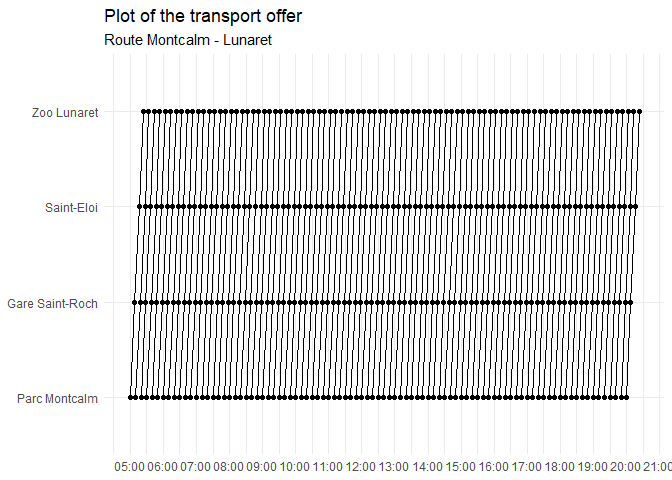 Plot of the transport offer
Route Montcalm - Lunaret
Zoo Lunaret
Saint-Eloi
Gare Saint-Roch
Parc Montcalm
05:00 06:00 07:00 08:00 09:00 10:00 11:00 12:00 13:00 14:00 15:00 16:00 17:00 18:00 19:00 20:00 21:00